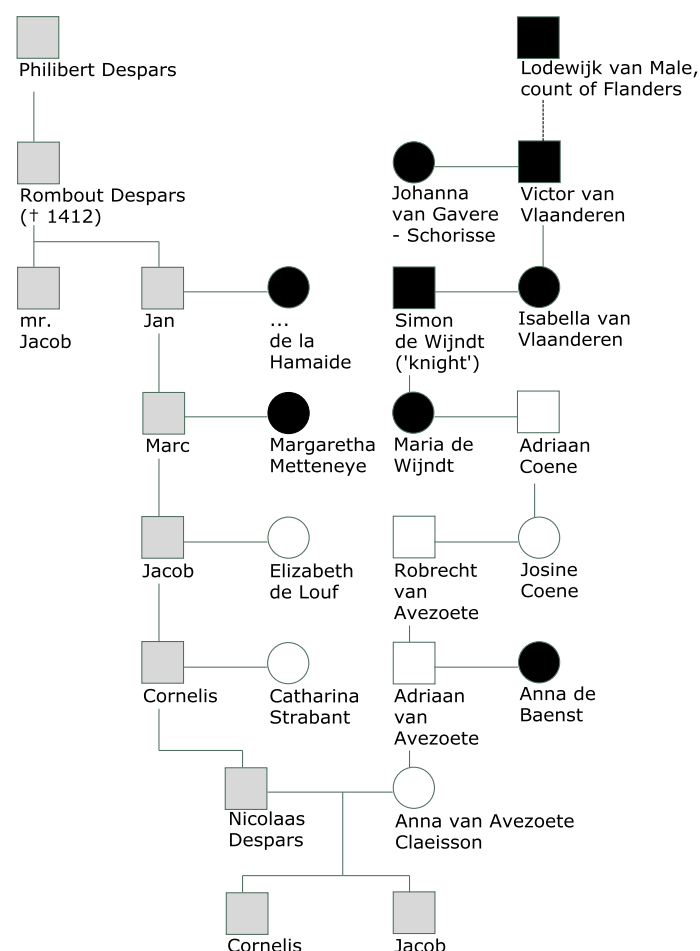 Philibert Despars
Lodewijk van Male,
count of Flanders
Rombout Despars
(† 1412)
Johanna
van Gavere
- Schorisse
Victor van
Vlaanderen
mr.
Jacob
Jan
...
de la
Hamaide
Simon
de Wijndt
('knight')
Isabella van
Vlaanderen
Marc
Margaretha
Metteneye
Maria de
Wijndt
Adriaan
Coene
Jacob
Elizabeth
de Louf
Robrecht
van
Avezoete
Josine
Coene
Cornelis
Catharina
Strabant
Adriaan
van
Avezoete
Anna de
Baenst
Nicolaas
Despars
Anna van Avezoete
Claeisson
Cornelis
Jacob